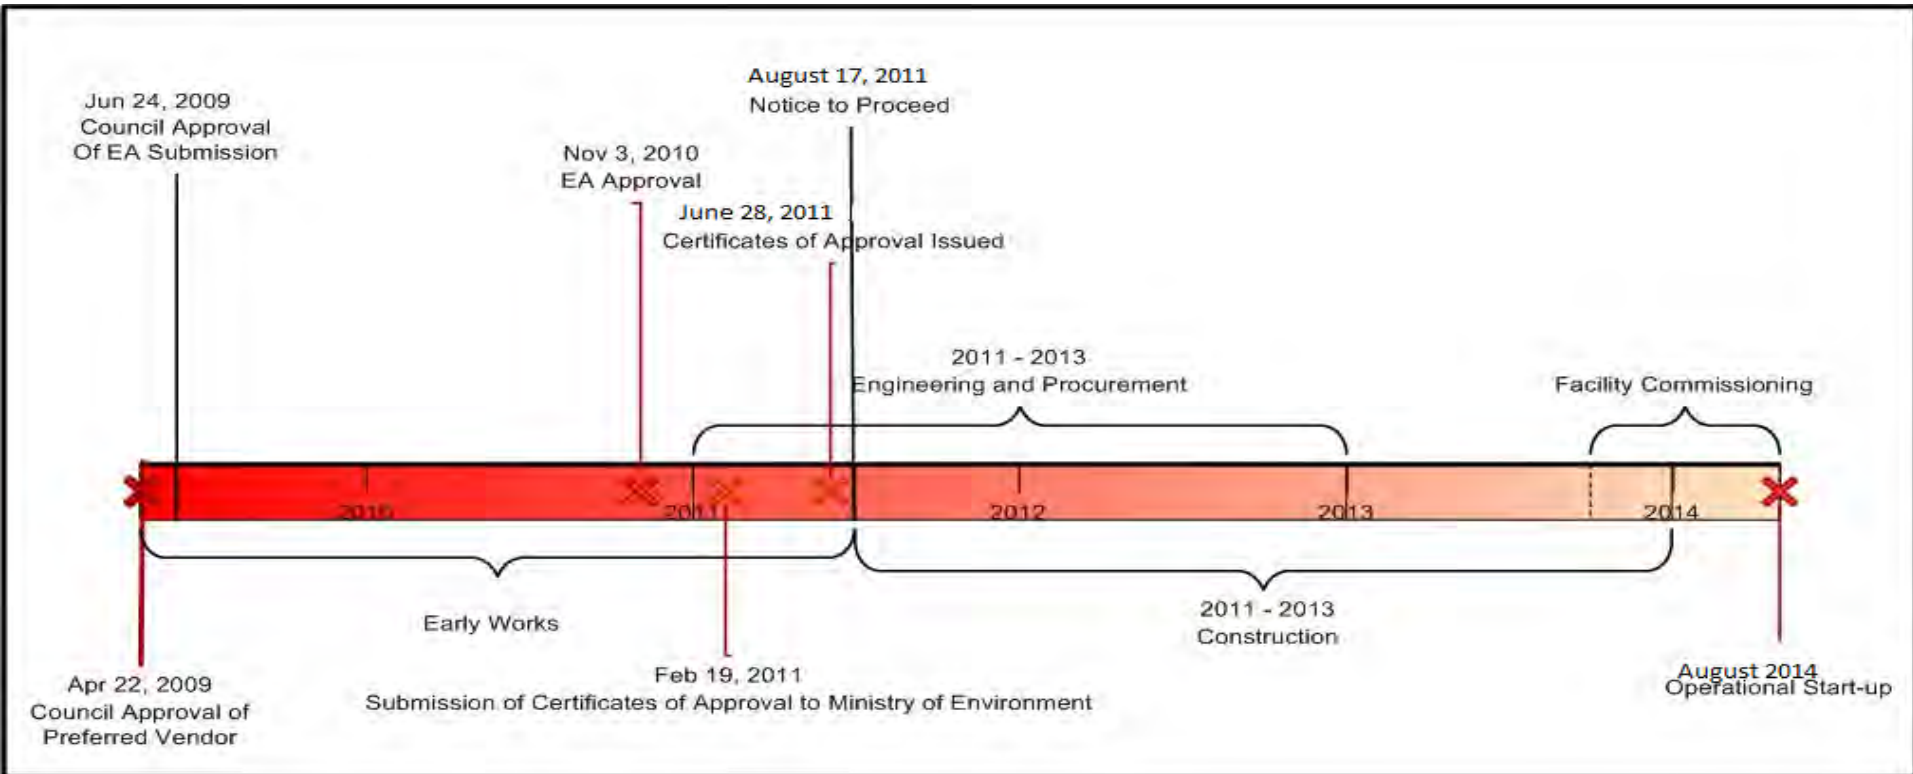 August 17, 2011
Notice to Proceed
Jun 24, 2009
Council Approval
Of EA Submission
Nov 3, 2010
EA Approval
June 28, 2011
Certificates of Approval Issued
2011 - 2013
Engineering and Procurement
Facility Commissioning
2010
2011
2012
2013
2014
Early Works
2011 - 2013
Construction
Feb 19, 2011
Submission of Certificates of Approval to Ministry of Environment
Apr 22, 2009
Council Approval of
Preferred Vendor
August 2014
Operational Start-up